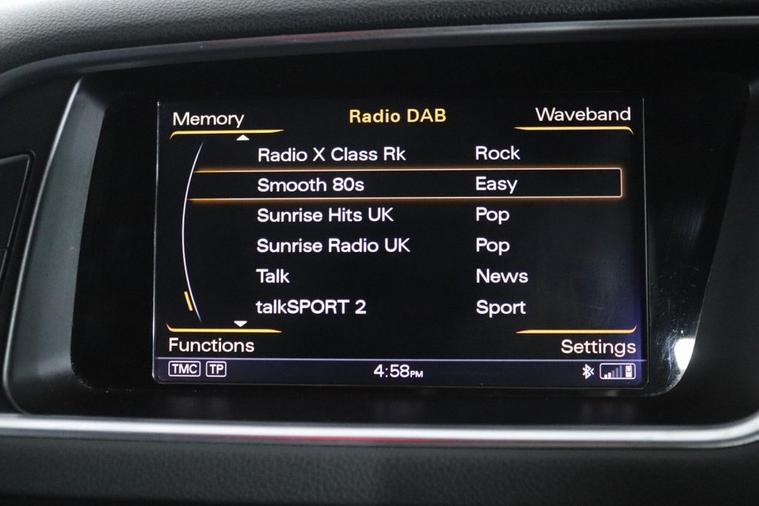 Memory Radio DAB Waveband
Radio X Class Rk Rock
Smooth 80s Easy
Sunrise Hits UK Pop
Sunrise Radio UK Pop
Talk News
talkSPORT 2 Sport
Functions Settings
TMC TP 4:58PM